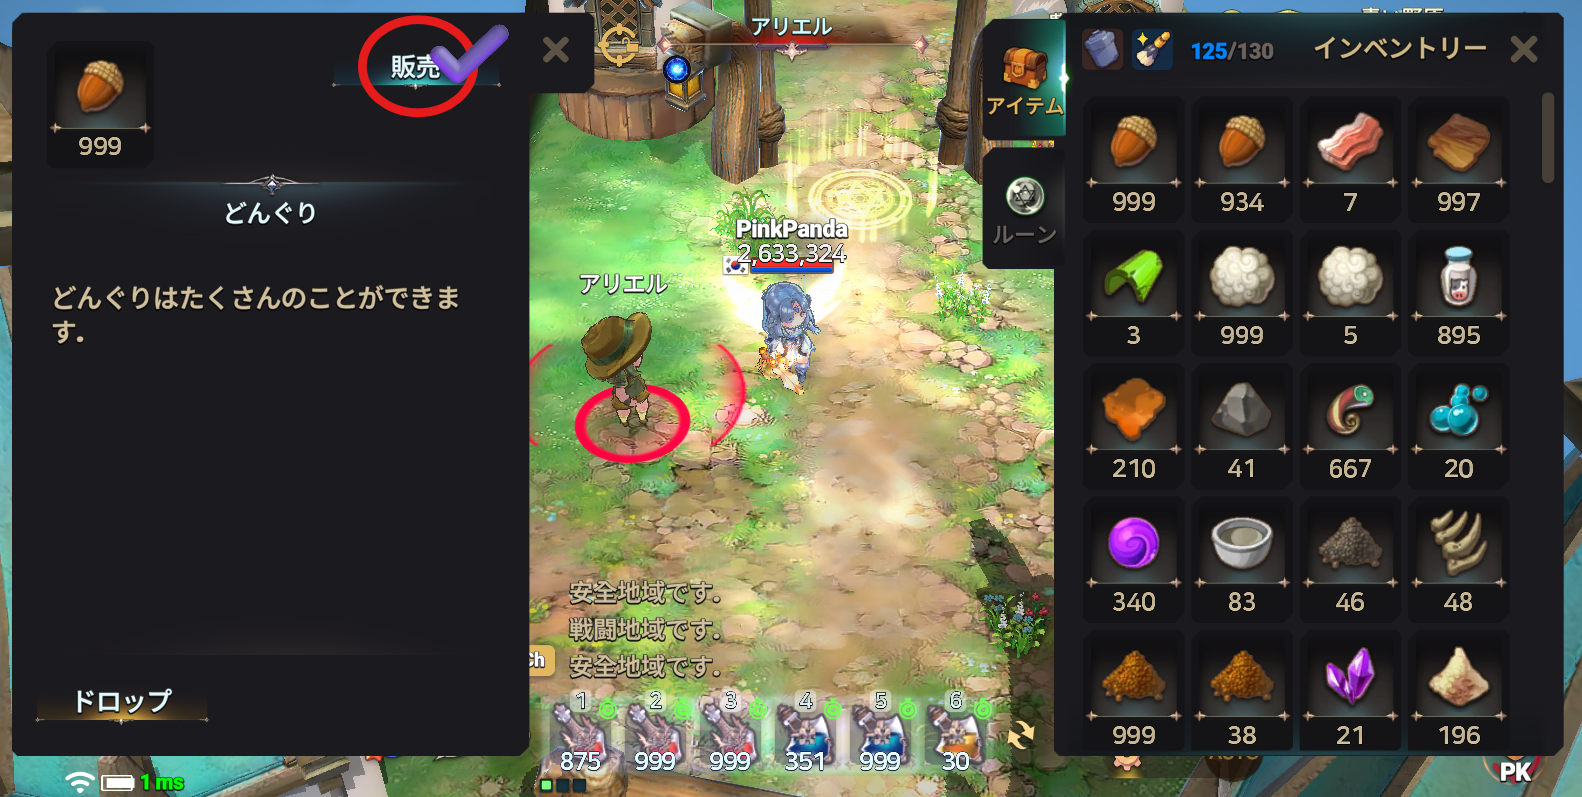 販売
999
どんぐり
どんぐりはたくさんのことができま
す.
ドロップ
1 ms
アリエル
PinkPanda
2,633,324
アリエル
安全地域です.
戦闘地域です.
安全地域です.
1 2 3 4 5 6
875 999 999 351 999 30
アイテム
ルーン
125/130 インベントリー
999 934 7 997
3 999 5 895
210 41 667 20
340 83 46 48
999 38 21 196
PK